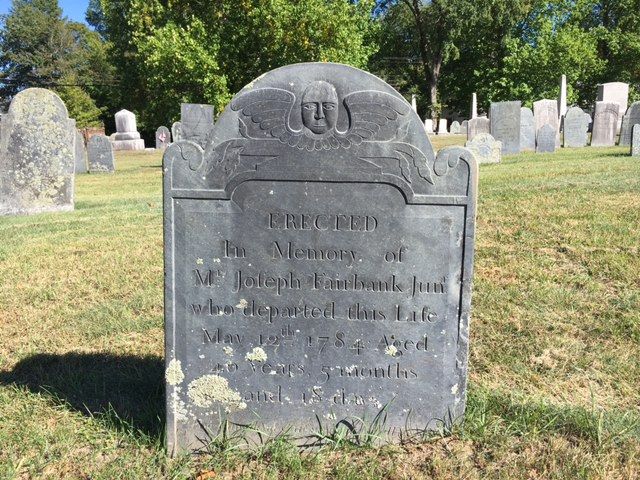 ERECTED
In Memory of
Mr. Joseph Fairbank Junr
who departed this Life
May 12th 1784 Aged
40 years, 5 months
and 18 days